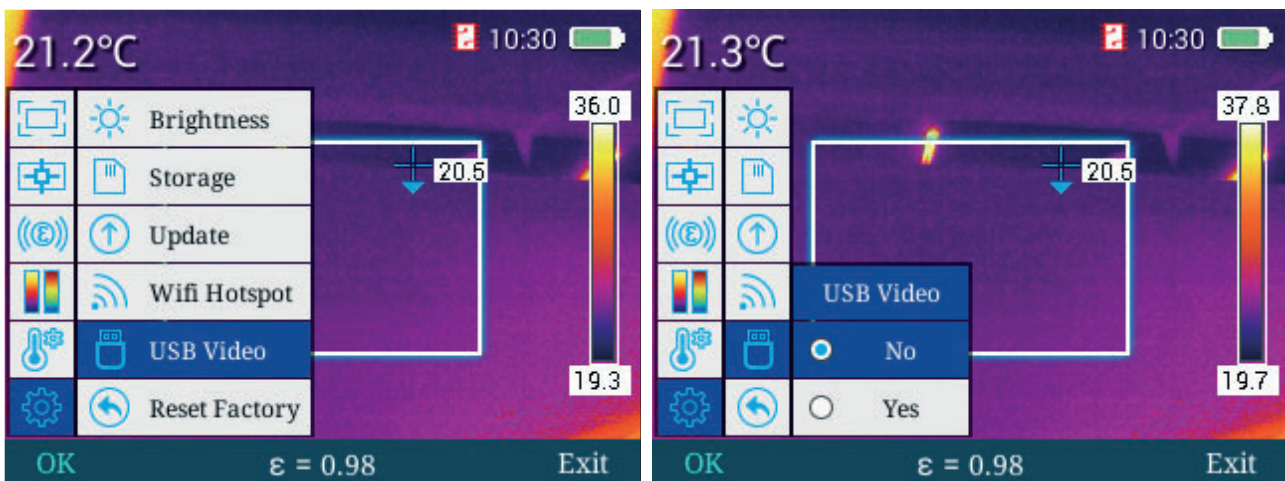 21.2°C
10:30
36.0
Brightness
Storage
20.5
Update
Wifi Hotspot
USB Video
19.3
Reset Factory
OK ε = 0.98 Exit
21.3°C
10:30
37.8
20.5
USB Video
No
19.7
Yes
OK ε = 0.98 Exit